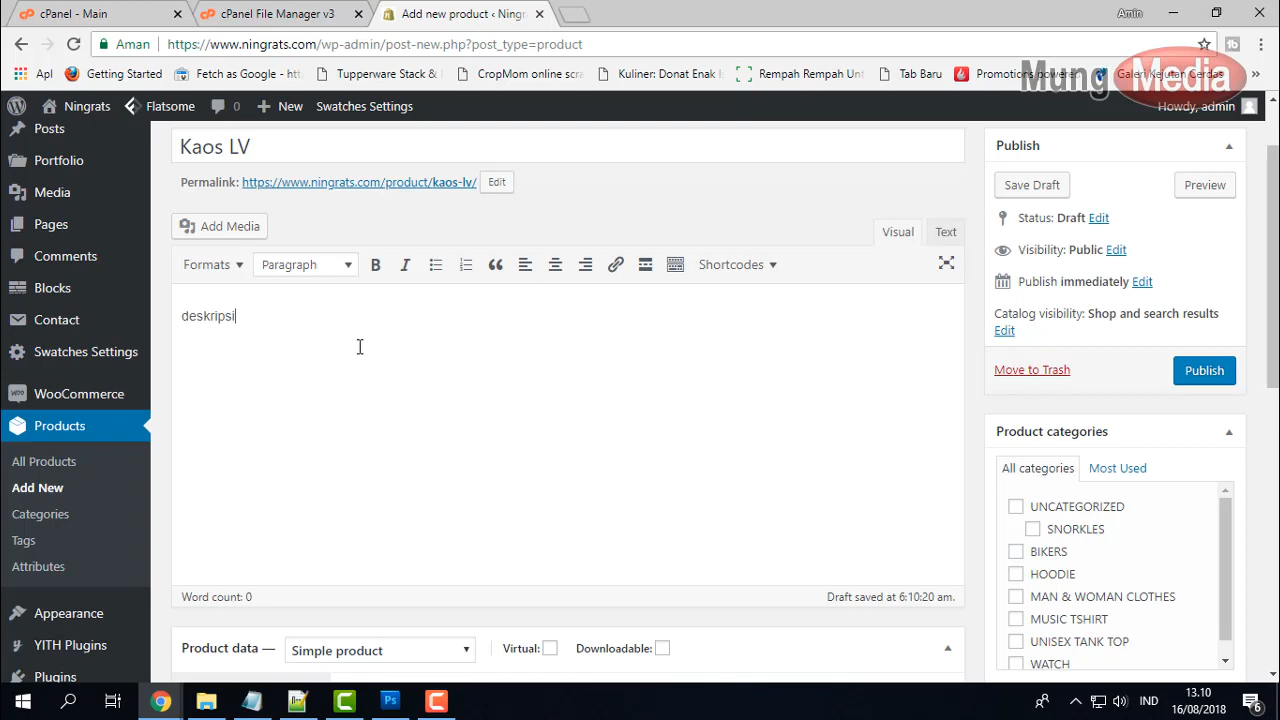 cPanel - Main
cPanel File Manager v3
Add new product ‹ Ningra
Amin
Aman
https://www.ningrats.com/wp-admin/post-new.php?post_type=product
Apl
Getting Started
Fetch as Google - htt
Tupperware Stack &
CropMom online scra
Kuliner: Donat Enak
Rempah Rempah Unt
Tab Baru
Promotions powe
Galeri Kejutan Cerdas
»
Mung Media
Ningrats
Flatsome
0
New
Swatches Settings
Howdy, admin
Posts
Portfolio
Media
Pages
Comments
Blocks
Contact
Swatches Settings
WooCommerce
Products
All Products
Add New
Categories
Tags
Attributes
Appearance
YITH Plugins
Plugins
Kaos LV
Permalink: https://www.ningrats.com/product/kaos-lv/ Edit
Add Media
Visual
Text
Formats
Paragraph
B I
Shortcodes
deskripsi
Word count: 0
Draft saved at 6:10:20 am.
Product data —
Simple product
Virtual:
Downloadable:
Publish
Save Draft
Preview
Status: Draft Edit
Visibility: Public Edit
Publish immediately Edit
Catalog visibility: Shop and search results
Edit
Move to Trash
Publish
Product categories
All categories
Most Used
UNCATEGORIZED
SNORKLES
BIKERS
HOODIE
MAN & WOMAN CLOTHES
MUSIC TSHIRT
UNISEX TANK TOP
WATCH
Ps
IND
13.10
16/08/2018
6